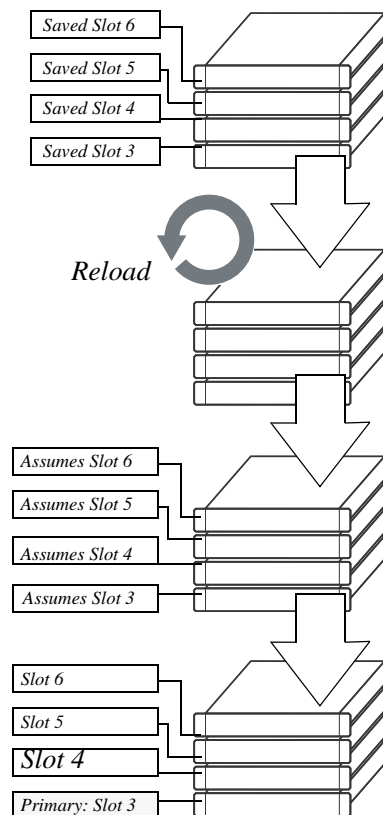 Saved Slot 6
Saved Slot 5
Saved Slot 4
Saved Slot 3
Reload
Assumes Slot 6
Assumes Slot 5
Assumes Slot 4
Assumes Slot 3
Slot 6
Slot 5
Slot 4
Primary: Slot 3